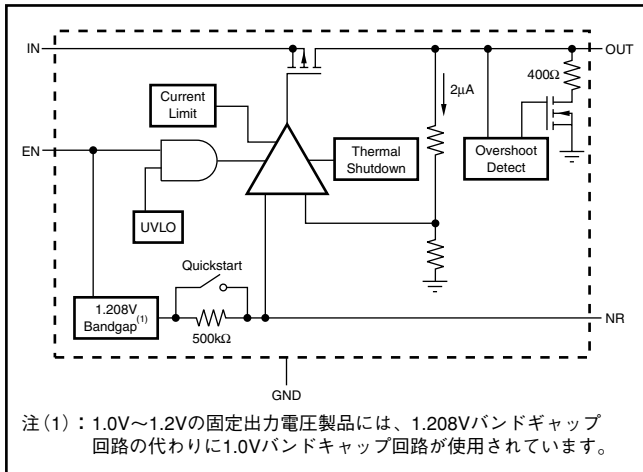 IN
OUT
400Ω
2μA
Current
Limit
EN
Thermal
Shutdown
Overshoot
Detect
UVLO
Quickstart
1.208V
Bandgap(1)
500kΩ
NR
GND
注(1)：1.0V～1.2Vの固定出力電圧製品には、1.208Vバンドギャップ
回路の代わりに1.0Vバンドキャップ回路が使用されています。